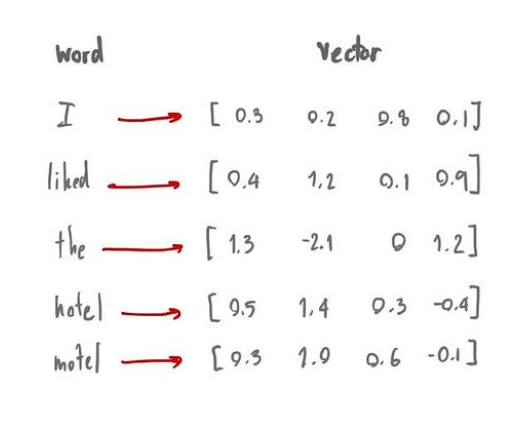 word vector
I [ 0.3 0.2 0.8 0.1]
liked [ 0.4 1.2 0.1 0.9]
the [ 1.3 -2.1 0 1.2]
hotel [ 9.5 1.4 0.3 -0.4]
motel [ 9.3 1.9 0.6 -0.1]